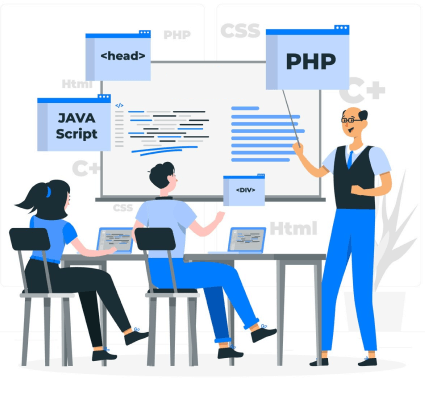 PHP
CSS
<head>
PHP
Html
C+
JAVA
Script
</>
C+
<DIV>
CSS
Html